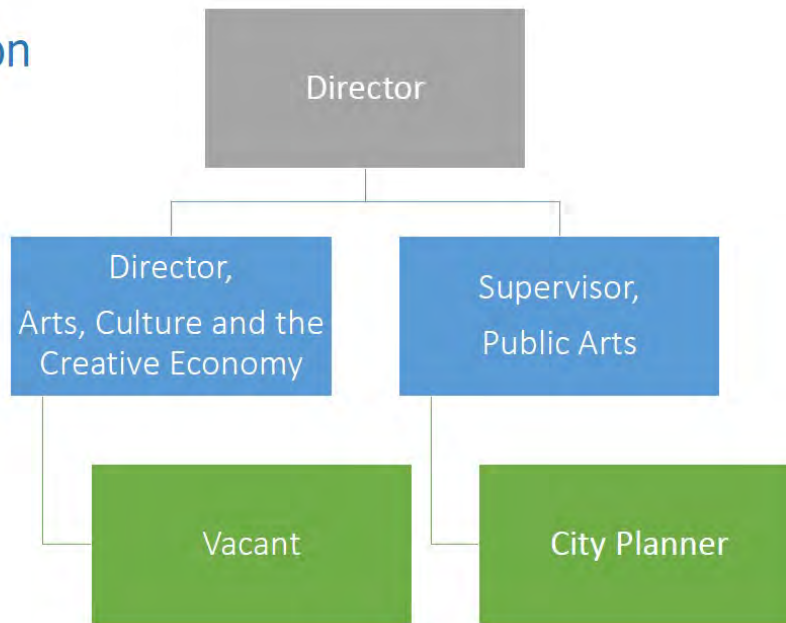 on
Director
Director,
Arts, Culture and the
Creative Economy
Supervisor,
Public Arts
Vacant
City Planner